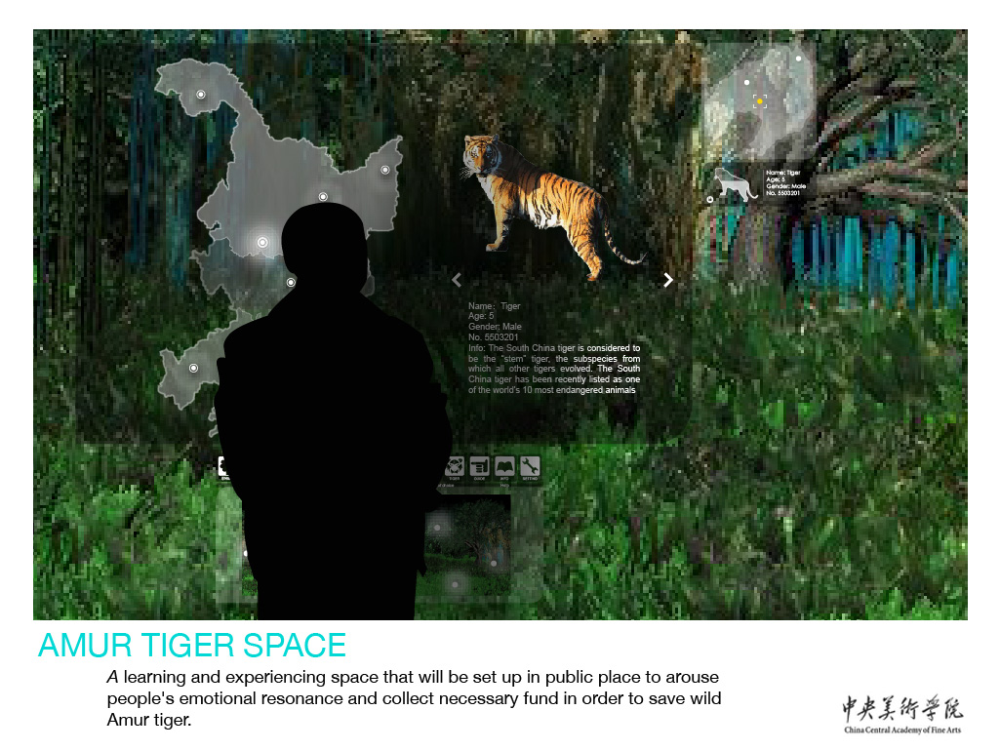 Name: Tiger
Age: 5
Gender: Male
No. 5503201
Name: Tiger
Age: 5
Gender: Male
No. 5503201
Info: The South China tiger is considered to
be the "stem" tiger, the subspecies from
which all other tigers evolved. The South
China tiger has been recently listed as one
of the world's 10 most endangered animals
INFO
SETTING
AMUR TIGER SPACE
A learning and experiencing space that will be set up in public place to arouse
people's emotional resonance and collect necessary fund in order to save wild
Amur tiger.
中央美術学院
China Central Academy of Fine Arts